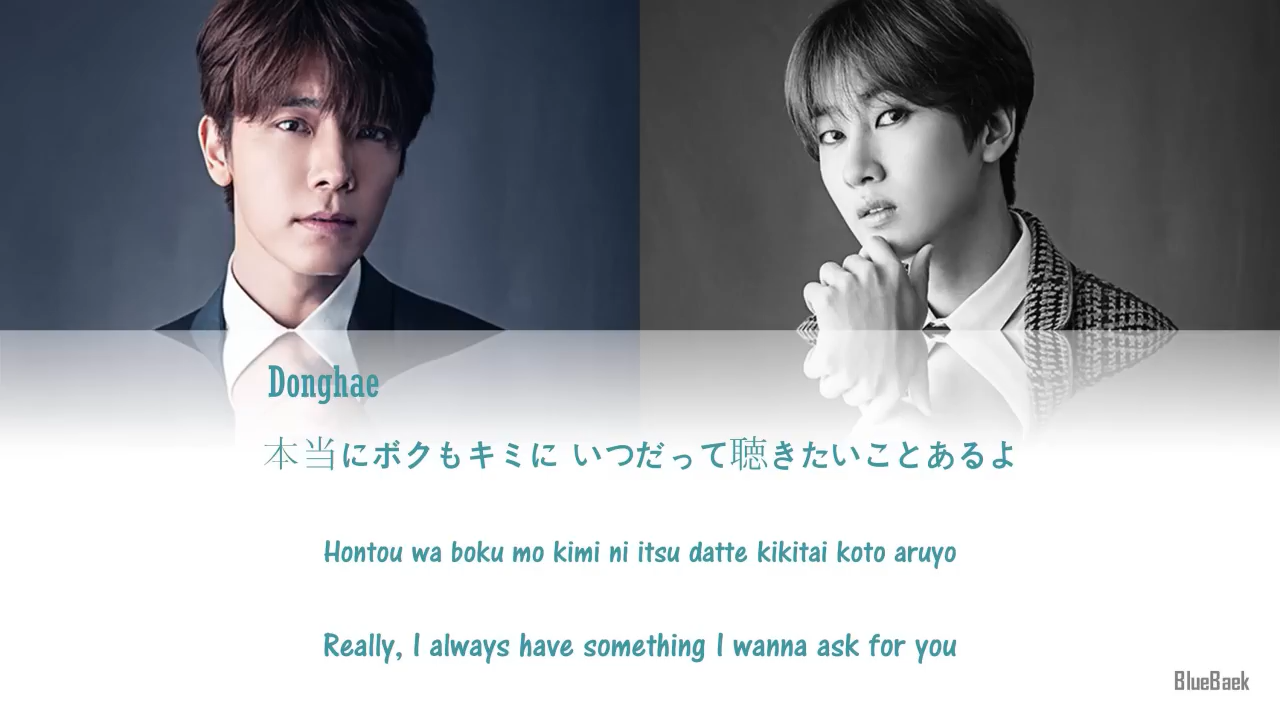 Donghae
本当にボクもキミに いつだって聴きたいことあるよ
Hontou wa boku mo kimi ni itsu datte kikitai koto aruyo
Really, I always have something I wanna ask for you
BlueBaek